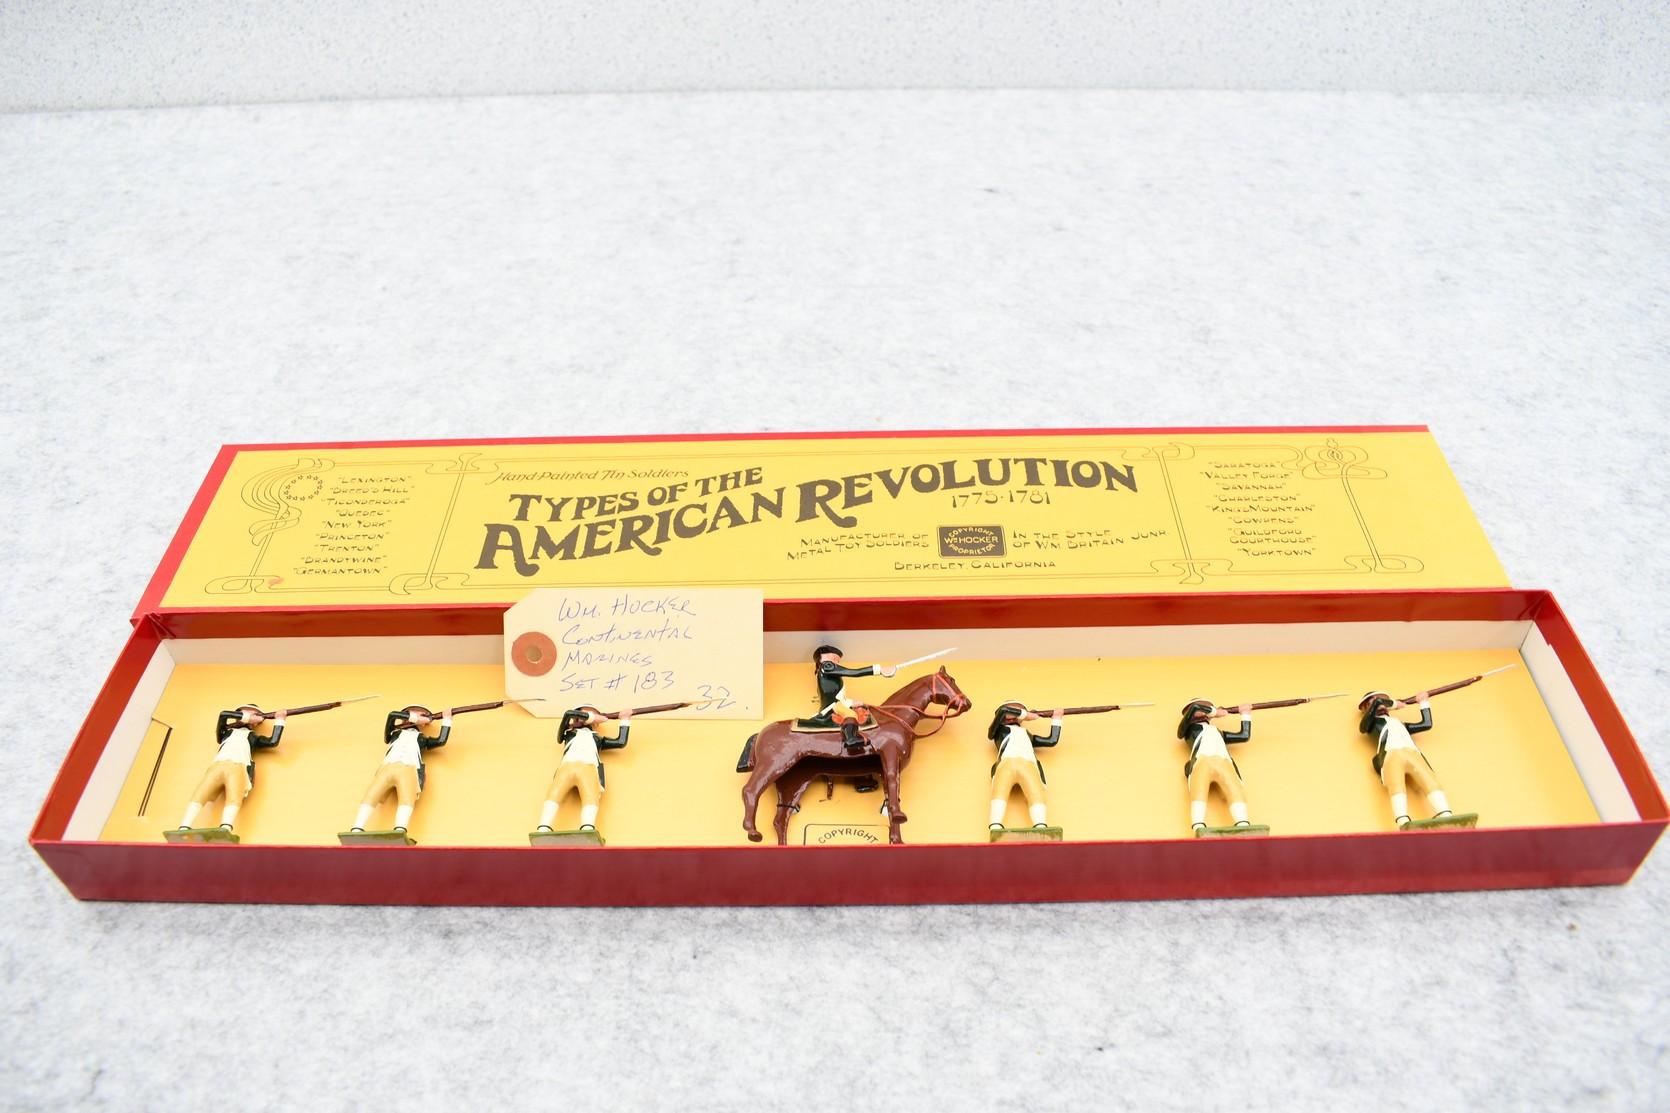 Hand-Painted Tin Soldiers
TYPES OF THE
AMERICAN REVOLUTION
1775-1781
MANUFACTURER OF
METAL TOY SOLDIERS
COPYRIGHT
WM HOCKER
PROPRIETOR
IN THE STYLE
OF WM. BRITAIN JUNR.
BERKELEY, CALIFORNIA
"LEXINGTON"
"BREED'S HILL"
"TICONDEROGA"
"QUEBEC"
"NEW YORK"
"PRINCETON"
"TRENTON"
"BRANDYWINE"
"GERMANTOWN"
"SARATOGA"
"VALLEY FORGE"
"SAVANNAH"
"CHARLESTON"
"KINGS MOUNTAIN"
"COWPENS"
"GUILFORD
COURTHOUSE"
"YORKTOWN"
WM. HOCKER
CONTINENTAL
MARINES
SET # 183
32.
COPYRIGHT